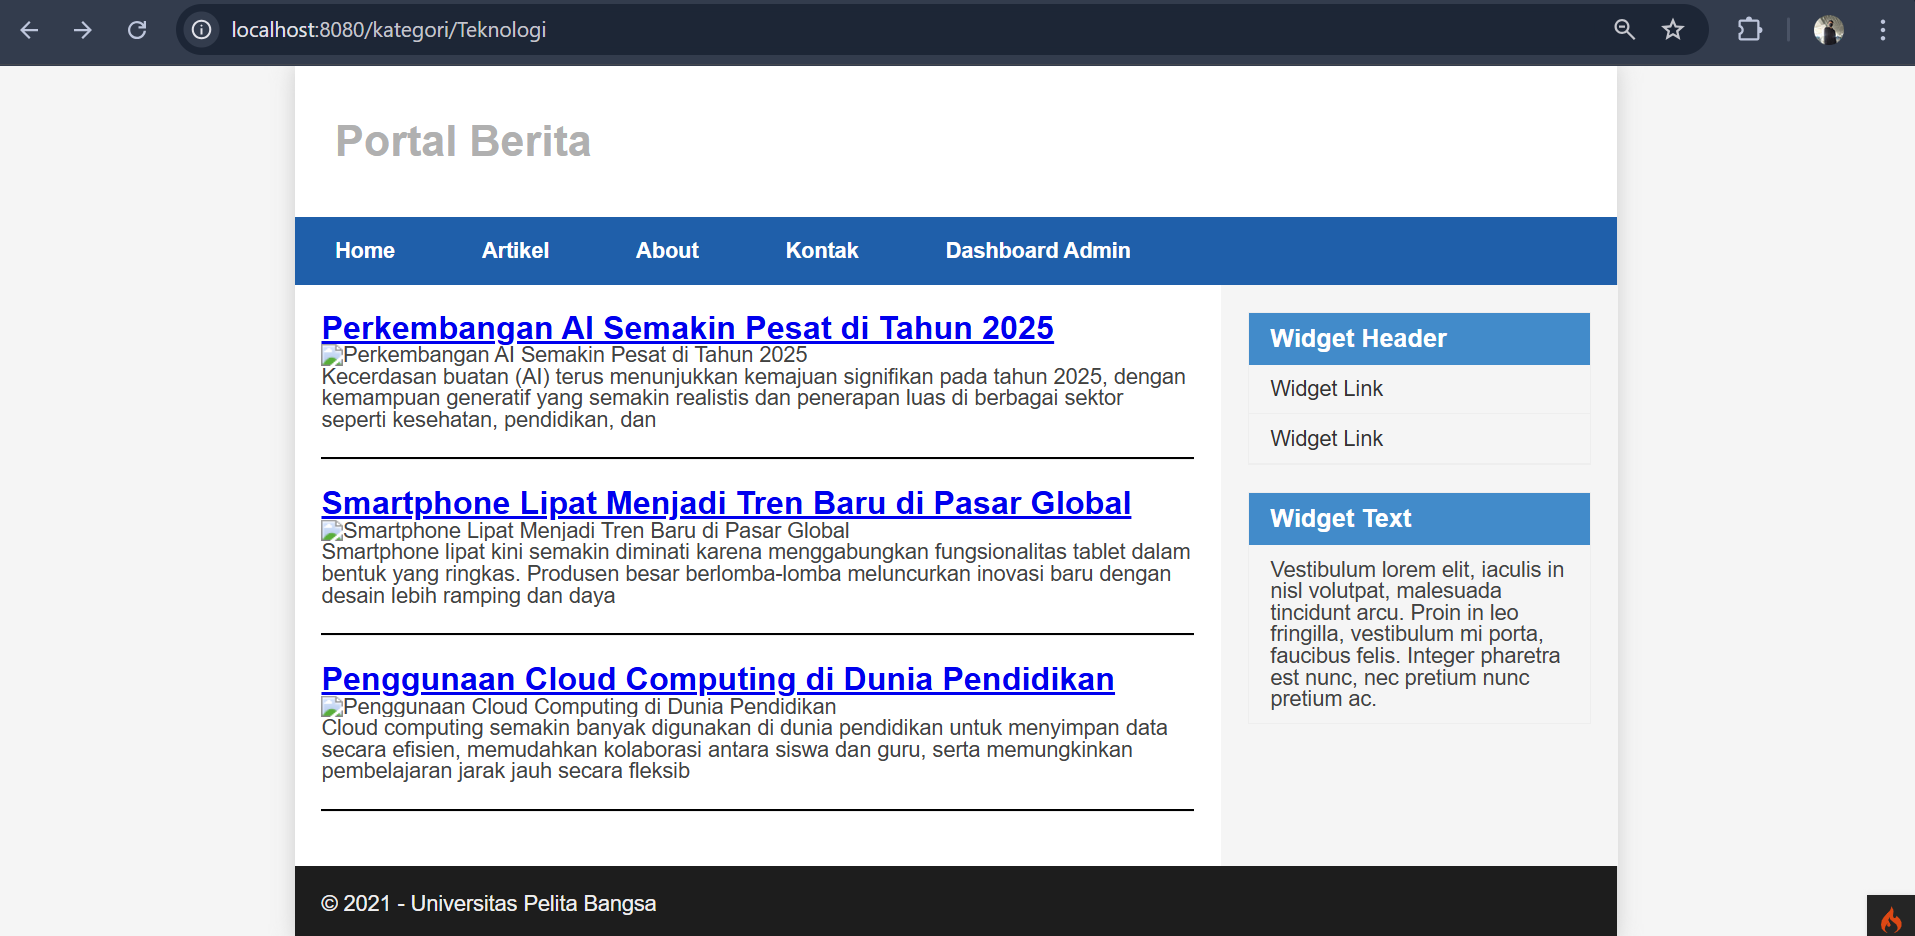 localhost:8080/kategori/Teknologi
Portal Berita
Home Artikel About Kontak Dashboard Admin
Perkembangan AI Semakin Pesat di Tahun 2025
Perkembangan AI Semakin Pesat di Tahun 2025
Kecerdasan buatan (AI) terus menunjukkan kemajuan signifikan pada tahun 2025, dengan
kemampuan generatif yang semakin realistis dan penerapan luas di berbagai sektor
seperti kesehatan, pendidikan, dan
Smartphone Lipat Menjadi Tren Baru di Pasar Global
Smartphone Lipat Menjadi Tren Baru di Pasar Global
Smartphone lipat kini semakin diminati karena menggabungkan fungsionalitas tablet dalam
bentuk yang ringkas. Produsen besar berlomba-lomba meluncurkan inovasi baru dengan
desain lebih ramping dan daya
Penggunaan Cloud Computing di Dunia Pendidikan
Penggunaan Cloud Computing di Dunia Pendidikan
Cloud computing semakin banyak digunakan di dunia pendidikan untuk menyimpan data
secara efisien, memudahkan kolaborasi antara siswa dan guru, serta memungkinkan
pembelajaran jarak jauh secara fleksib
Widget Header
Widget Link
Widget Link
Widget Text
Vestibulum lorem elit, iaculis in
nisl volutpat, malesuada
tincidunt arcu. Proin in leo
fringilla, vestibulum mi porta,
faucibus felis. Integer pharetra
est nunc, nec pretium nunc
pretium ac.
© 2021 - Universitas Pelita Bangsa